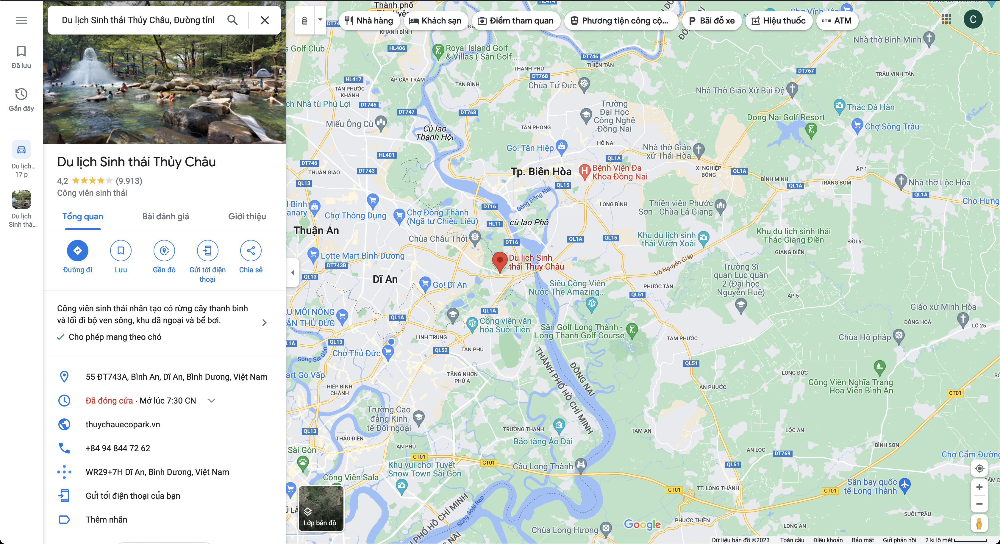 Du lịch Sinh thái Thủy Châu, Đường tỉnh
Đã lưu
Gần đây
Du lịch...
17 p
Du lịch
Sinh thá...
Du lịch Sinh thái Thủy Châu
4,2 (9.913)
Công viên sinh thái
Tổng quan
Bài đánh giá
Giới thiệu
Đường đi
Lưu
Gần đó
Gửi tới điện
thoại
Chia sẻ
Công viên sinh thái nhân tạo có rừng cây thanh bình
và lối đi bộ ven sông, khu dã ngoại và bể bơi.
Cho phép mang theo chó
55 ĐT743A, Bình An, Dĩ An, Bình Dương, Việt Nam
Đã đóng cửa · Mở lúc 7:30 CN
thuychauecopark.vn
+84 94 844 72 62
WR29+7H Dĩ An, Bình Dương, Việt Nam
Gửi tới điện thoại của bạn
Thêm nhãn
ê
Nhà hàng
Khách sạn
Điểm tham quan
Phương tiện công cộ...
P Bãi đỗ xe
Hiệu thuốc
ATM ATM
C
Thành phố
KHÁNH BÌNH
s Golf Club
HL406
Royal Island Golf
& Villas ( Sân Golf...
DT746
THIỆN TÂN
Nhà thờ Bình Minh
THẠNH PHÚ
DT768
DT767
TRẢU VINH TÂN
HL417
ẤP CÂY TRÀM
TÂN BÌNH
Chùa Từ Đức
TÂN PHƯỚC
KHÁNH
Nhà Thờ Giáo Xứ Bùi Đệ
ch Nhà tù Phú Lợi
DT745
DT747
DT768
Trường
Đại Học
Công Nghệ
Đồng Nai
Thác Đá Hàn
Dong Nai Golf Resort
Chợ Sông Trầu
Miếu Ông Cù
Cù lao
Thạnh Hội
TÂN PHONG
HỐ NAI
Go! Tân Hiệp
Nhà thờ Giáo
xứ Thái Hòa
HL401
QL1A
DT746
THUẬN GIAO
DT743
Tp. Biên Hòa
Bệnh Viện Đa
Khoa Đồng Nai
XI NGHIỆP
BÔNG
QL1A
ẤP 1
QL13
QL15
BÌNH MINH
QL1A
TRẢNG BOM
Nhà thờ Lộc Hòa
QL1A
Sông Đồng Nai
ll Bình
Canary
Chợ Thông Dụng
Chợ Đông Thành
(Ngã tư Chiêu Liêu)
DT16
LONG BÌNH
Thiền viện Phước
Sơn - Chùa Lá Giang
Chợ Hưng
HL11
cù lao Phố
Thuận An
Chùa Châu Thới
DT16
QL1A
QL15
Khu du lịch sinh
thái Vườn Xoài
Khu du lịch sinh thái
Thác Giang Điền
ĐỒI 61
GIANG ĐIỀN
Lotte Mart Bình Dương
DT743B
Du lịch Sinh
thái Thủy Châu
Võ Nguyên Giáp
Trường Sĩ
quan Lục quân
2 (Đại học
Nguyễn Huệ)
QL13
Dĩ An
Go! Dĩ An
Siêu Công Viên
Nước The Amazing...
PHƯỚC TÂN
QL51
ẤP 5
Giáo xứ Minh Hòa
ẦU MỐI NÔNG
ẢN THỦ ĐỨC
QL1A
QL1A
Công viên văn
hóa Suối Tiên
Sân Golf Long Thành -
Long Thanh Golf Course
ĐÔNG HOÀ
LỘ 25
LINH TRUNG
TAM PHƯỚC
Chùa Hộ pháp
L1A
QL13
Chợ Thủ Đức
QL52
TÂN PHÚ
Sông Sài Gòn
THÀNH PHỐ HỒ CHÍ MINH
ĐỒNG NAI
QL51
art Gò Vấp
TĂNG NHƠN
PHÚ A
LONG ĐỨC
Công Viên Nghĩa Trang
Hoa Viên Bình An
HIỆP BÌNH
CHÁNH
AN PHƯỚC
CT01
Trường Cao
đẳng Kinh
tế Đối ngoại
QL13
TRƯỜNG THẠNH
TAM AN
LỘC AN
THẢO ĐIỀN
Bảo tàng Áo Dài
AN PHÚ
BÌNH SƠN
Sài Gòn
AN LOC
DT769
Chợ Cẩm Đường
CT01
CT01
Khu vui chơi Tuyết
Snow Town Sài Gòn
Cầu Long Thành
QL51
Công Viên Sala
Sân bay quốc
tế Long Thành
CT01
TT. LONG THÀNH
CT01
Lớp bản đồ
PHỐ HỒ CHÍ MINH
Sông Soài Rạp
NAI
SUỐI TRẦU
PHƯỚC THIỀN
Google
LONG AN
Chùa Long Hương
Dữ liệu bản đồ ©2023
Toàn cầu
Điều khoản
Bảo mật
Gửi phản hồi
2 ki lô mét